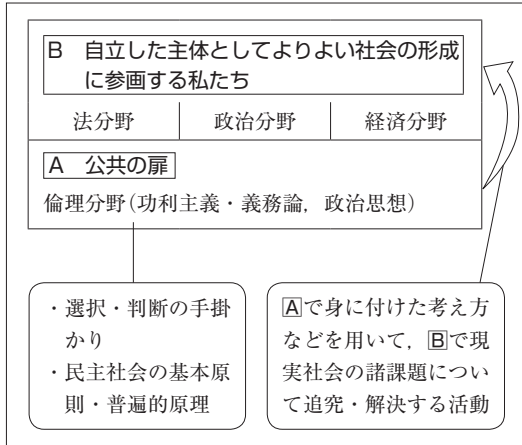 B 自立した主体としてよりよい社会の形成
に参画する私たち
法分野
政治分野
経済分野
A 公共の扉
倫理分野(功利主義・義務論,政治思想)
・選択・判断の手掛
かり
・民主社会の基本原
則・普遍的原理
Aで身に付けた考え方
などを用いて,Bで現
実社会の諸課題につい
て追究・解決する活動